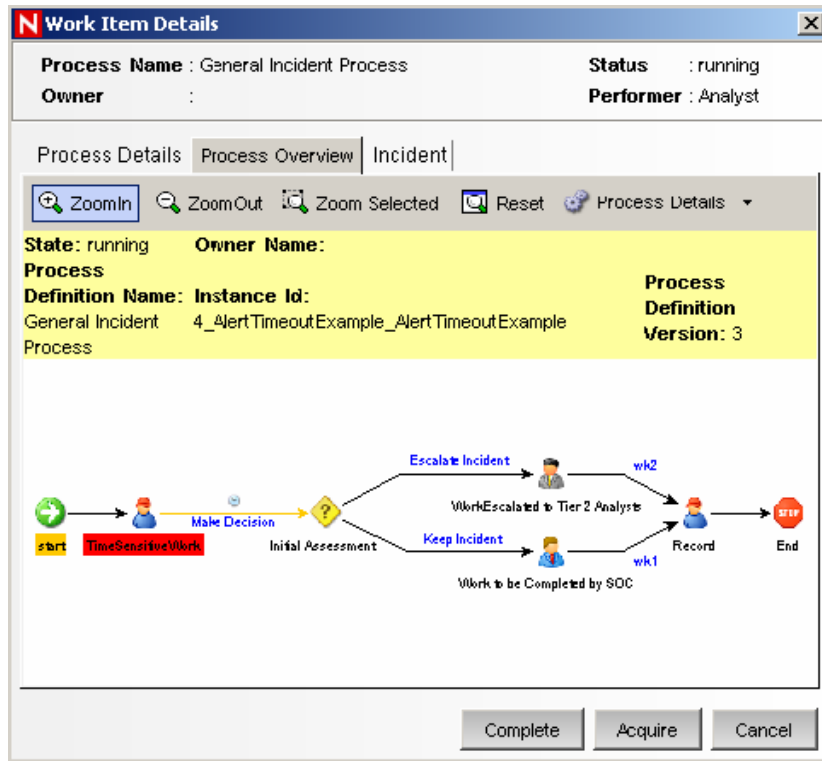 N Work Item Details
Process Name : General Incident Process
Status : running
Owner :
Performer : Analyst
Process Details
Process Overview
Incident
ZoomIn
ZoomOut
Zoom Selected
Reset
Process Details
State: running
Owner Name:
Process
Definition Name:
General Incident
Process
Instance Id:
4_AlertTimeoutExample_AlertTimeoutExample
Process
Definition
Version: 3
start
TimeSensitiveWork
Make Decision
?
Initial Assessment
Escalate Incident
WorkEscalated to Tier 2 Analysts
wk2
Keep Incident
Work to be Completed by SOC
wk1
Record
STOP
End
Complete
Acquire
Cancel